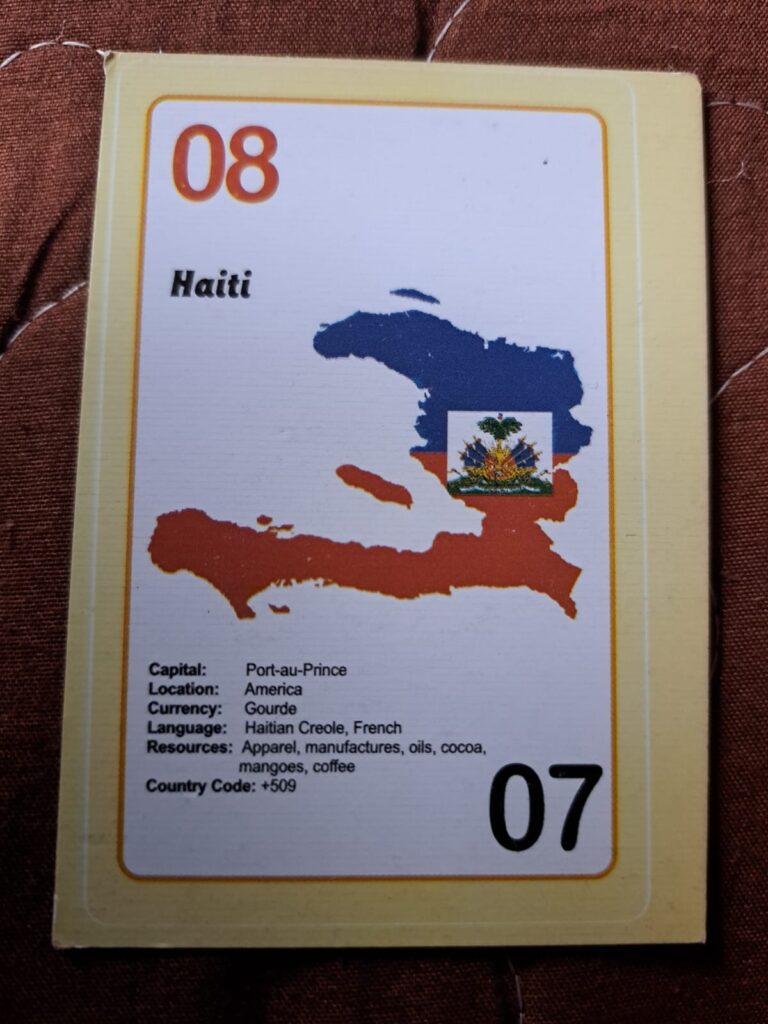 08
Haiti
Capital: Port-au-Prince
Location: America
Currency: Gourde
Language: Haitian Creole, French
Resources: Apparel, manufactures, oils, cocoa,
mangoes, coffee
Country Code: +509
07